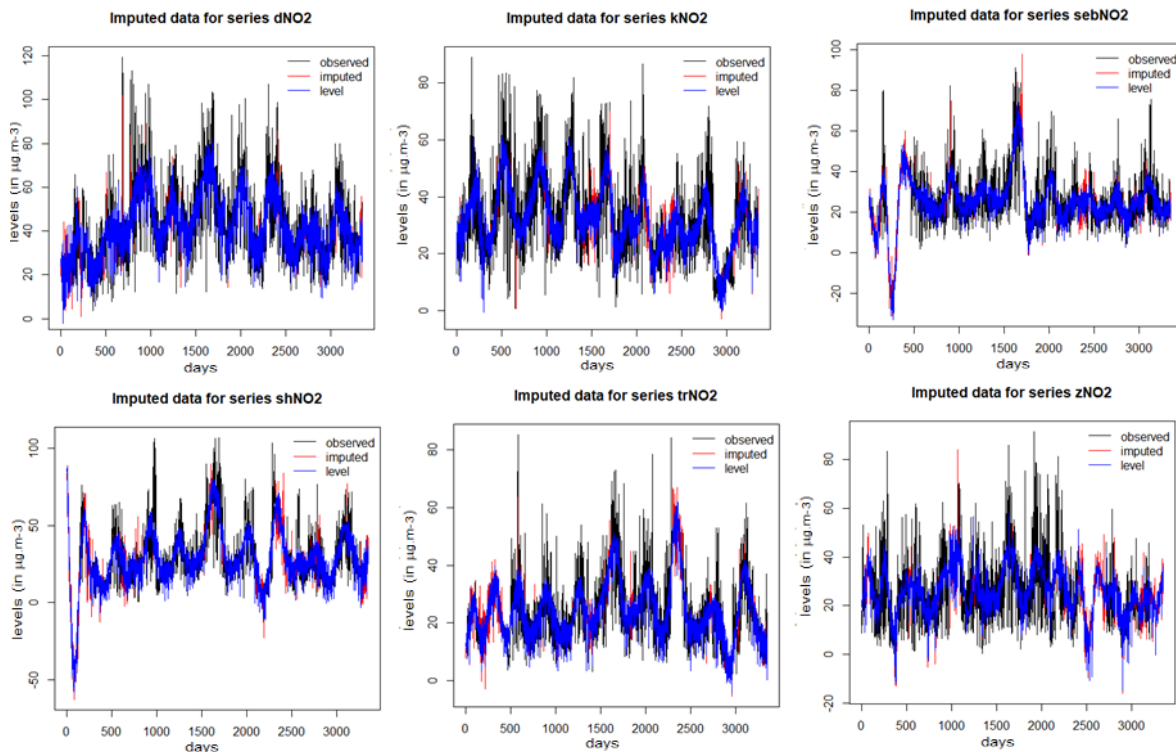 Imputed data for series dNO2
levels (in µg.m-3)
0 20 40 60 80 100 120
observed
imputed
level
0 500 1000 1500 2000 2500 3000
days
Imputed data for series kNO2
levels (in µg.m-3)
0 20 40 60 80
observed
imputed
level
0 500 1000 1500 2000 2500 3000
days
Imputed data for series sebNO2
levels (in µg.m-3)
-20 0 20 40 60 80 100
observed
imputed
level
0 500 1000 1500 2000 2500 3000
days
Imputed data for series shNO2
levels (in µg.m-3)
-50 0 50 100
observed
imputed
level
0 500 1000 1500 2000 2500 3000
days
Imputed data for series trNO2
levels (in µg.m-3)
0 20 40 60 80
observed
imputed
level
0 500 1000 1500 2000 2500 3000
days
Imputed data for series zNO2
levels (in µg.m-3)
-20 0 20 40 60 80
observed
imputed
level
0 500 1000 1500 2000 2500 3000
days